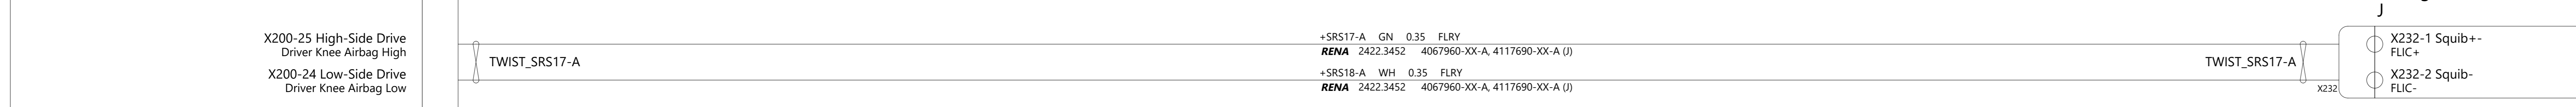 J
X200-25 High-Side Drive
Driver Knee Airbag High
X200-24 Low-Side Drive
Driver Knee Airbag Low
TWIST_SRS17-A
+SRS17-A GN 0.35 FLRY
RENA 2422.3452 4067960-XX-A, 4117690-XX-A (J)
+SRS18-A WH 0.35 FLRY
RENA 2422.3452 4067960-XX-A, 4117690-XX-A (J)
TWIST_SRS17-A
X232
X232-1 Squib+-
FLIC+
X232-2 Squib-
FLIC-